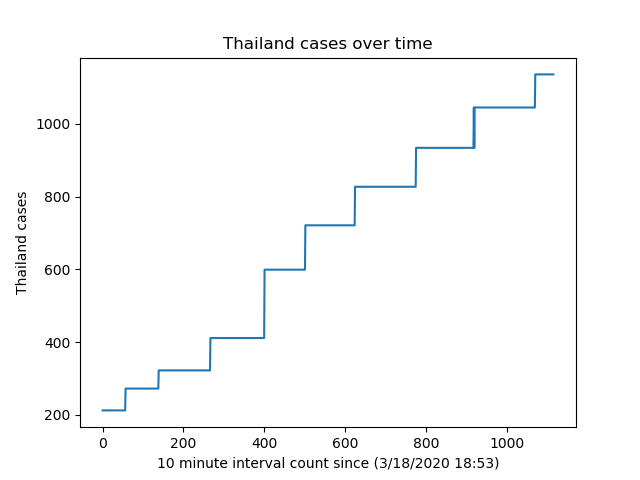 Thailand cases over time
1000
800
600
400
200
Thailand cases
0 200 400 600 800 1000
10 minute interval count since (3/18/2020 18:53)